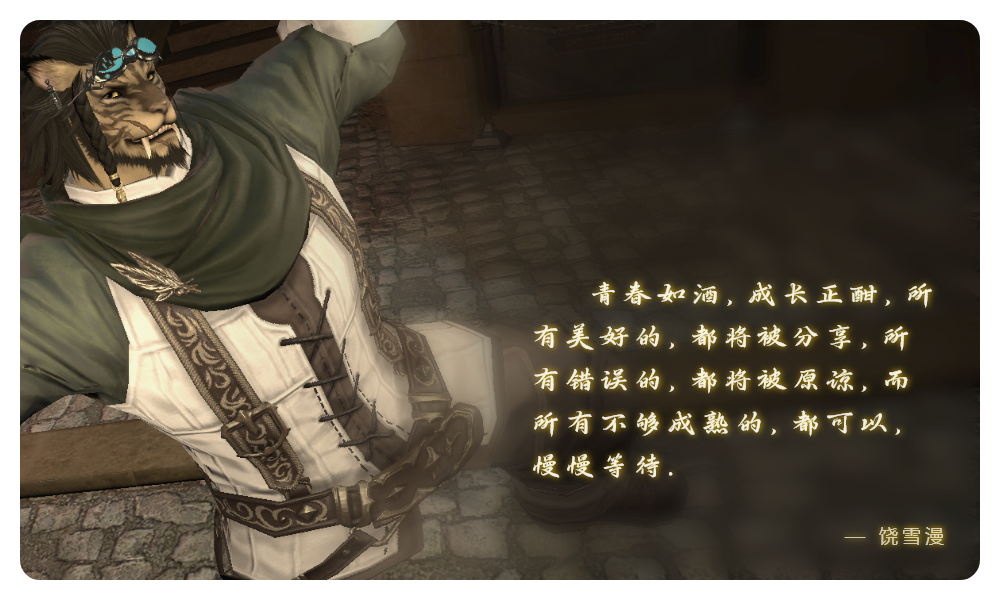 青春如酒,成长正酣,所
有美好的,都将被分享,所
有错误的,都将被原谅,而
所有不够成熟的,都可以,
慢慢等待.
— 饶雪漫